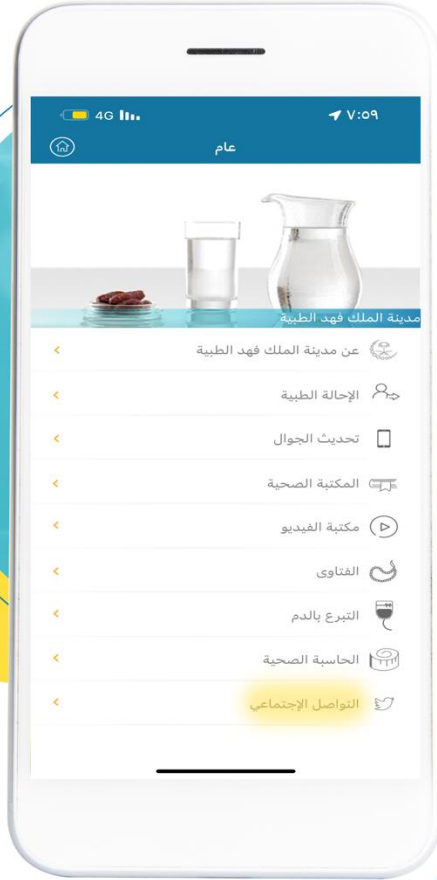 4G ٧:٥٩
عام
مدينة الملك فهد الطبية
عن مدينة الملك فهد الطبية
الإحالة الطبية
تحديث الجوال
المكتبة الصحية
مكتبة الفيديو
الفتاوى
التبرع بالدم
الحاسبة الصحية
التواصل الإجتماعي